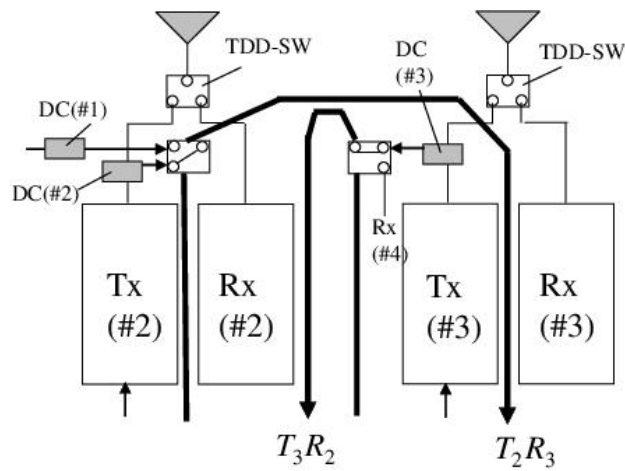 TDD-SW
DC
(#3)
TDD-SW
DC(#1)
DC(#2)
Rx
(#4)
Tx
(#2)
Rx
(#2)
Tx
(#3)
Rx
(#3)
T₃R₂
T₂R₃